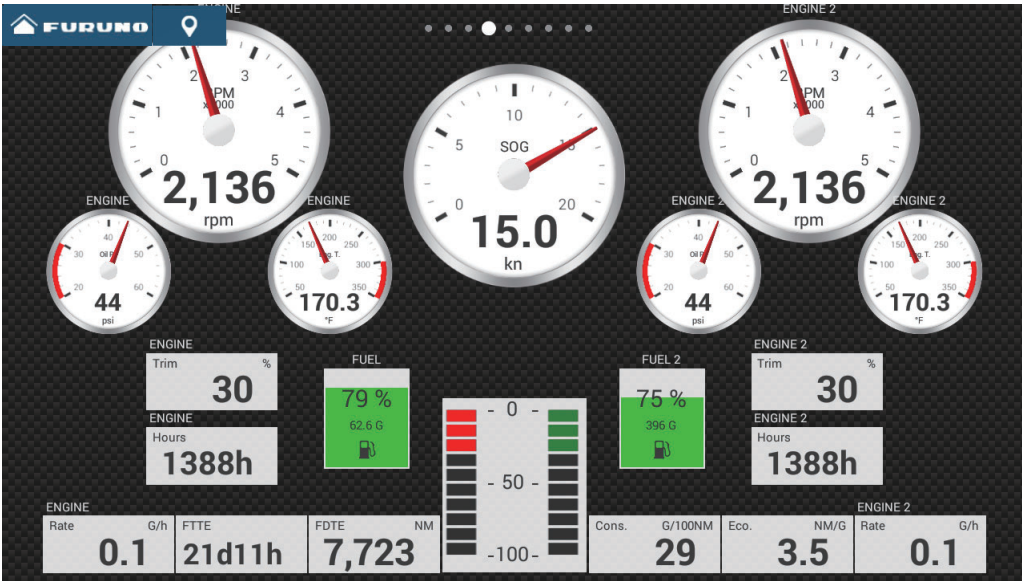 FURUNO
ENGINE
2
3
RPM
x1000
1
4
0
5
2,136
rpm
10
5
SOG
15
0
20
15.0
kn
ENGINE 2
2
3
RPM
x1000
1
4
0
5
2,136
rpm
ENGINE
40
30
50
20
60
44
psi
ENGINE
200
150
250
100
300
50
350
170.3
°F
ENGINE 2
40
30
50
20
60
44
psi
ENGINE 2
200
150
250
100
300
50
350
170.3
°F
ENGINE
Trim %
30
ENGINE
Hours
1388h
FUEL
79 %
62.6 G
FUEL 2
75 %
396 G
ENGINE 2
Trim %
30
ENGINE 2
Hours
1388h
- 0 -
- 50 -
-100-
ENGINE
Rate G/h
0.1
FTTE
21d11h
FDTE NM
7,723
Cons. G/100NM
29
Eco. NM/G
3.5
ENGINE 2
Rate G/h
0.1